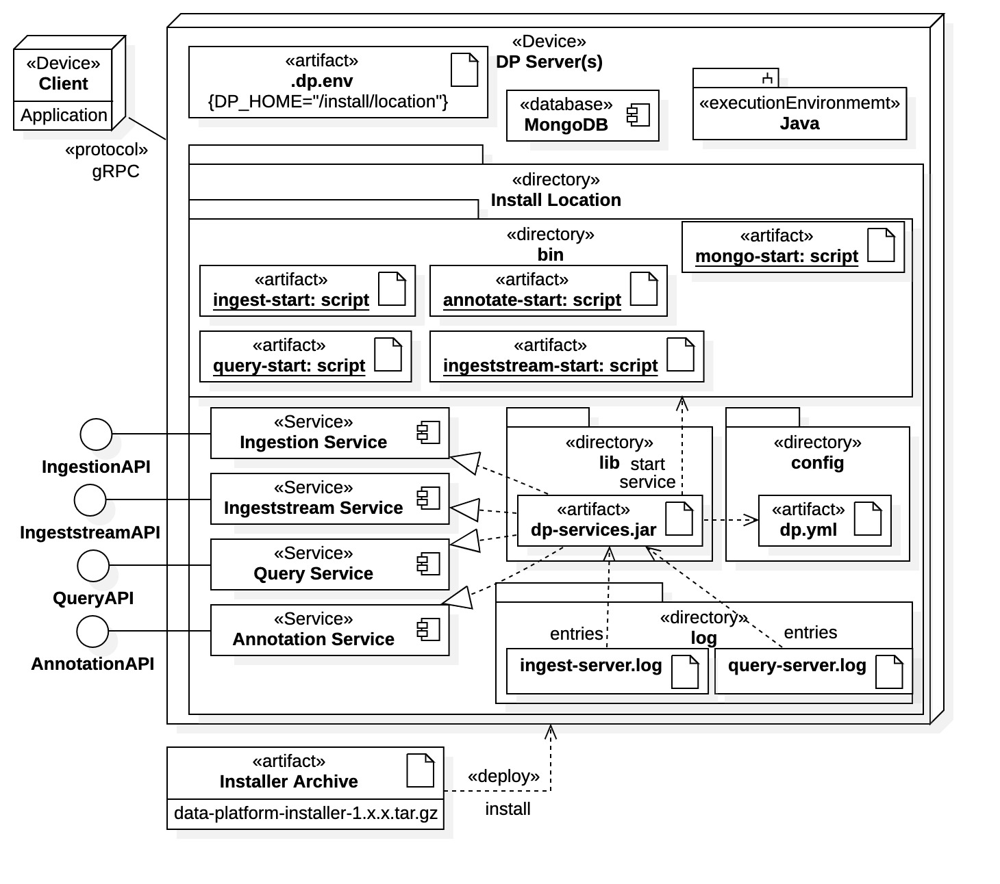 «Device»
Client
Application
«protocol»
gRPC
«Device»
DP Server(s)
«artifact»
.dp.env
{DP_HOME="/install/location"}
«database»
MongoDB
«executionEnvironmemt»
Java
«directory»
Install Location
«directory»
bin
«artifact»
mongo-start: script
«artifact»
ingest-start: script
«artifact»
annotate-start: script
«artifact»
query-start: script
«artifact»
ingeststream-start: script
«Service»
Ingestion Service
IngestionAPI
«Service»
Ingeststream Service
IngeststreamAPI
«Service»
Query Service
QueryAPI
«Service»
Annotation Service
AnnotationAPI
«directory»
lib
start
service
«artifact»
dp-services.jar
«directory»
config
«artifact»
dp.yml
«directory»
log
entries
entries
ingest-server.log
query-server.log
«artifact»
Installer Archive
data-platform-installer-1.x.x.tar.gz
«deploy»
install